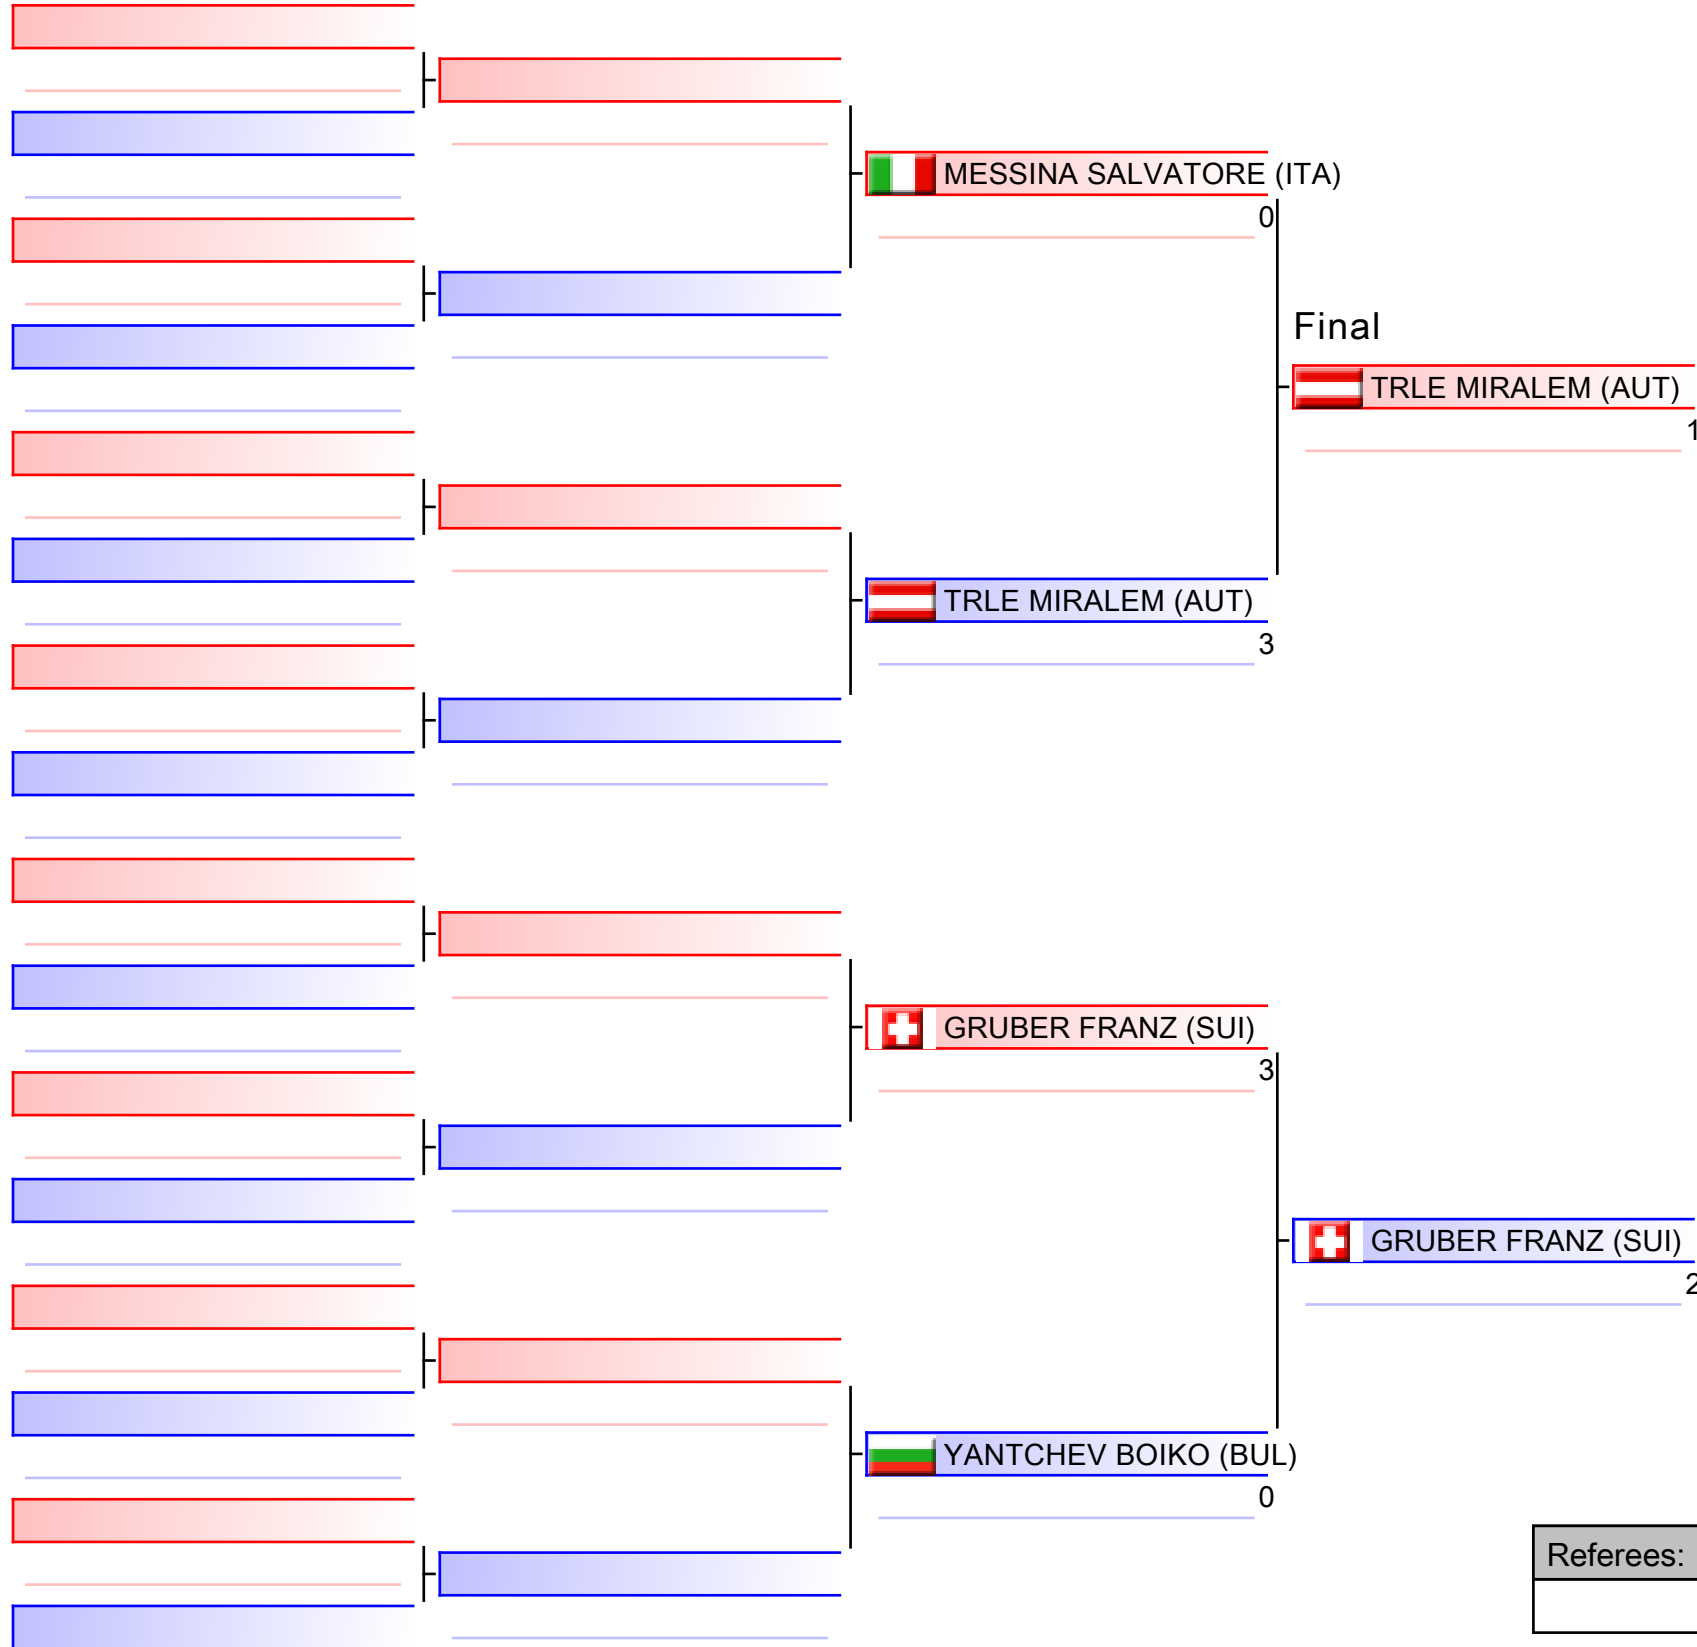 MESSINA SALVATORE (ITA)
0
Final
TRLE MIRALEM (AUT)
1
TRLE MIRALEM (AUT)
3
GRUBER FRANZ (SUI)
3
GRUBER FRANZ (SUI)
2
YANTCHEV BOIKO (BUL)
0
Referees: